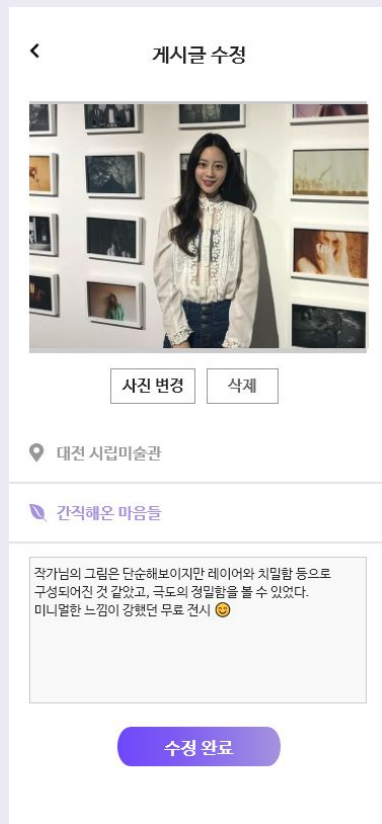 게시글 수정
사진 변경
삭제
대전 시립미술관
간직해온 마음들
작가님의 그림은 단순해보이지만 레이어와 치밀함 등으로
구성되어진 것 같았고, 극도의 정밀함을 볼 수 있었다.
미니멀한 느낌이 강했던 무료 전시 😊
수정 완료